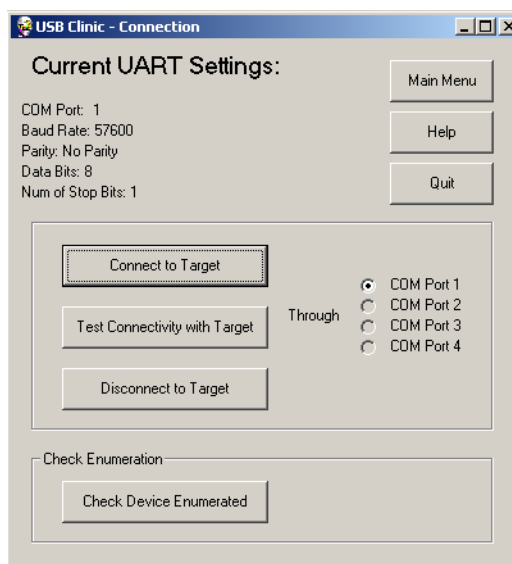 USB Clinic - Connection
Current UART Settings:
COM Port: 1
Baud Rate: 57600
Parity: No Parity
Data Bits: 8
Num of Stop Bits: 1
Main Menu
Help
Quit
Connect to Target
Test Connectivity with Target
Disconnect to Target
Through
COM Port 1
COM Port 2
COM Port 3
COM Port 4
Check Enumeration
Check Device Enumerated